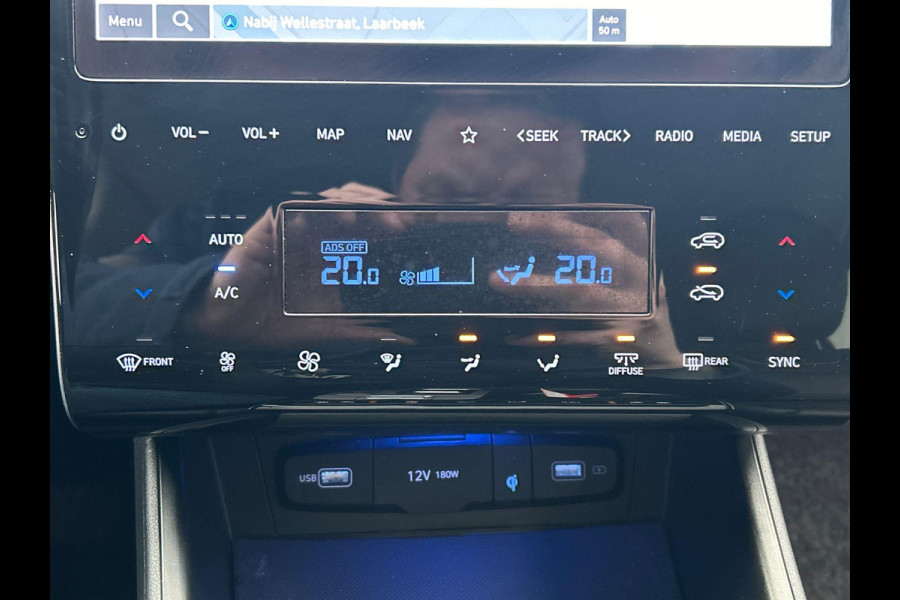 Menu
Nabij Wellestraat, Laarbeek
Auto
50 m
VOL−
VOL+
MAP
NAV
<SEEK
TRACK>
RADIO
MEDIA
SETUP
AUTO
A/C
ADS OFF
20.0
20.0
FRONT
OFF
DIFFUSE
REAR
SYNC
USB
12V 180W